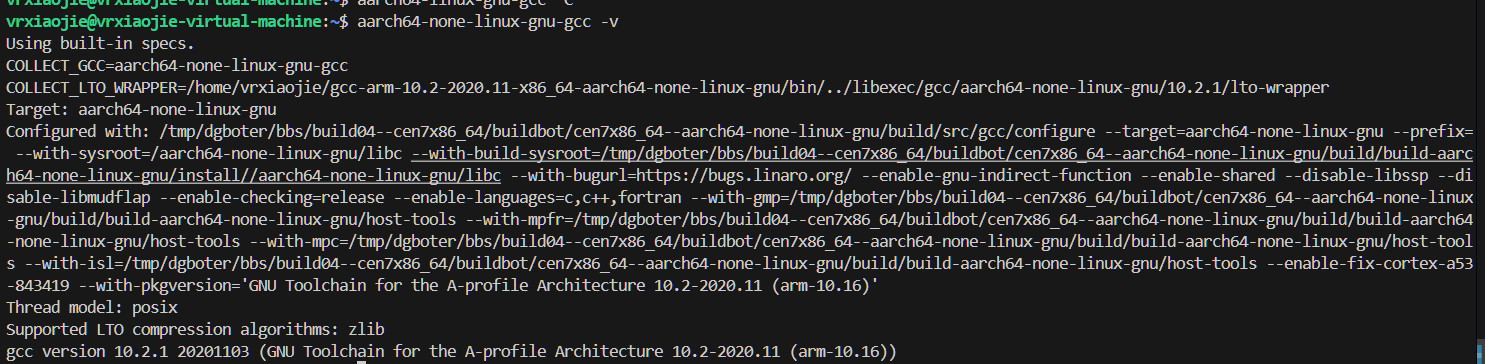 vrxiaojie@vrxiaojie-virtual-machine:~$ aarch64-none-linux-gnu-gcc -C
vrxiaojie@vrxiaojie-virtual-machine:~$ aarch64-none-linux-gnu-gcc -v
Using built-in specs.
COLLECT_GCC=aarch64-none-linux-gnu-gcc
COLLECT_LTO_WRAPPER=/home/vrxiaojie/gcc-arm-10.2-2020.11-x86_64-aarch64-none-linux-gnu/bin/../libexec/gcc/aarch64-none-linux-gnu/10.2.1/lto-wrapper
Target: aarch64-none-linux-gnu
Configured with: /tmp/dgboter/bbs/build04--cen7x86_64/buildbot/cen7x86_64--aarch64-none-linux-gnu/build/src/gcc/configure --target=aarch64-none-linux-gnu --prefix=
 --with-sysroot=/aarch64-none-linux-gnu/libc --with-build-sysroot=/tmp/dgboter/bbs/build04--cen7x86_64/buildbot/cen7x86_64--aarch64-none-linux-gnu/build/build-aarc
h64-none-linux-gnu/install//aarch64-none-linux-gnu/libc --with-bugurl=https://bugs.linaro.org/ --enable-gnu-indirect-function --enable-shared --disable-libssp --di
sable-libmudflap --enable-checking=release --enable-languages=c,c++,fortran --with-gmp=/tmp/dgboter/bbs/build04--cen7x86_64/buildbot/cen7x86_64--aarch64-none-linux
-gnu/build/build-aarch64-none-linux-gnu/host-tools --with-mpfr=/tmp/dgboter/bbs/build04--cen7x86_64/buildbot/cen7x86_64--aarch64-none-linux-gnu/build/build-aarch64
-none-linux-gnu/host-tools --with-mpc=/tmp/dgboter/bbs/build04--cen7x86_64/buildbot/cen7x86_64--aarch64-none-linux-gnu/build/build-aarch64-none-linux-gnu/host-tool
s --with-isl=/tmp/dgboter/bbs/build04--cen7x86_64/buildbot/cen7x86_64--aarch64-none-linux-gnu/build/build-aarch64-none-linux-gnu/host-tools --enable-fix-cortex-a53
-843419 --with-pkgversion='GNU Toolchain for the A-profile Architecture 10.2-2020.11 (arm-10.16)'
Thread model: posix
Supported LTO compression algorithms: zlib
gcc version 10.2.1 20201103 (GNU Toolchain for the A-profile Architecture 10.2-2020.11 (arm-10.16))